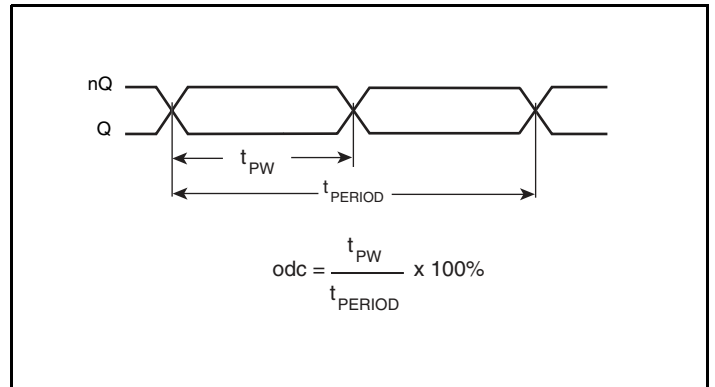 nQ
Q
tPW
tPERIOD
odc = tPW / tPERIOD x 100%